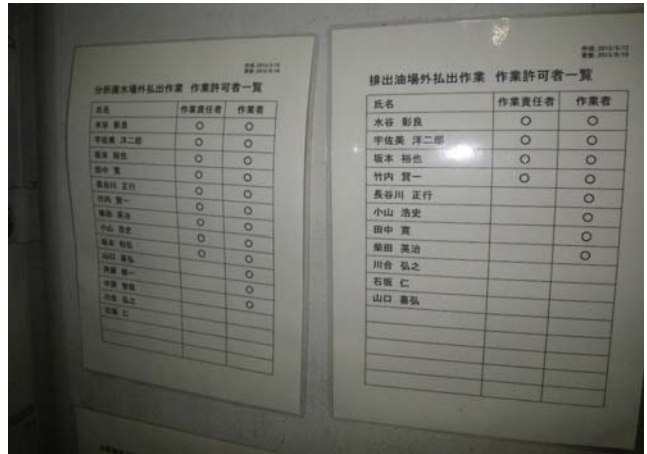 分析廃水場外払出作業 作業許可者一覧
氏名 作業責任者 作業者
水谷 彰良 ○ ○
宇佐美 洋二郎 ○ ○
坂本 裕也 ○ ○
田中 寛 ○ ○
長谷川 正行 ○ ○
竹内 賢一 ○ ○
柴田 英治 ○ ○
小山 浩史 ○ ○
坂本 和弘 ○ ○
山口 喜弘 ○ ○
○
○
川合 弘之 ○
石坂 仁
排出油場外払出作業 作業許可者一覧
氏名 作業責任者 作業者
水谷 彰良 ○ ○
宇佐美 洋二郎 ○ ○
坂本 裕也 ○ ○
竹内 賢一 ○ ○
長谷川 正行 ○
小山 浩史 ○
田中 寛 ○
柴田 英治 ○
川合 弘之
石坂 仁
山口 喜弘